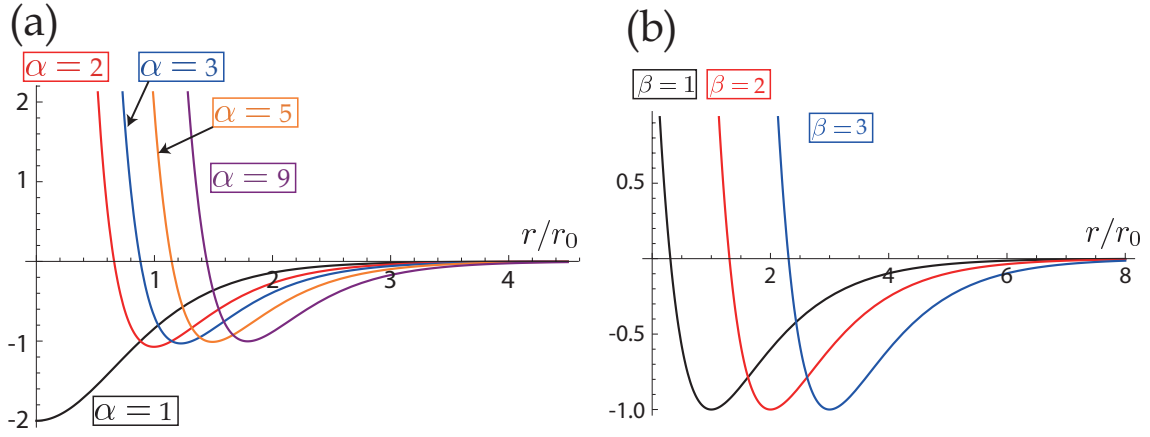 (a)
α = 2
α = 3
α = 5
α = 9
α = 1
2
1
-1
-2
1
2
3
4
r/r₀
(b)
β = 1
β = 2
β = 3
0.5
-0.5
-1.0
2
4
6
8
r/r₀